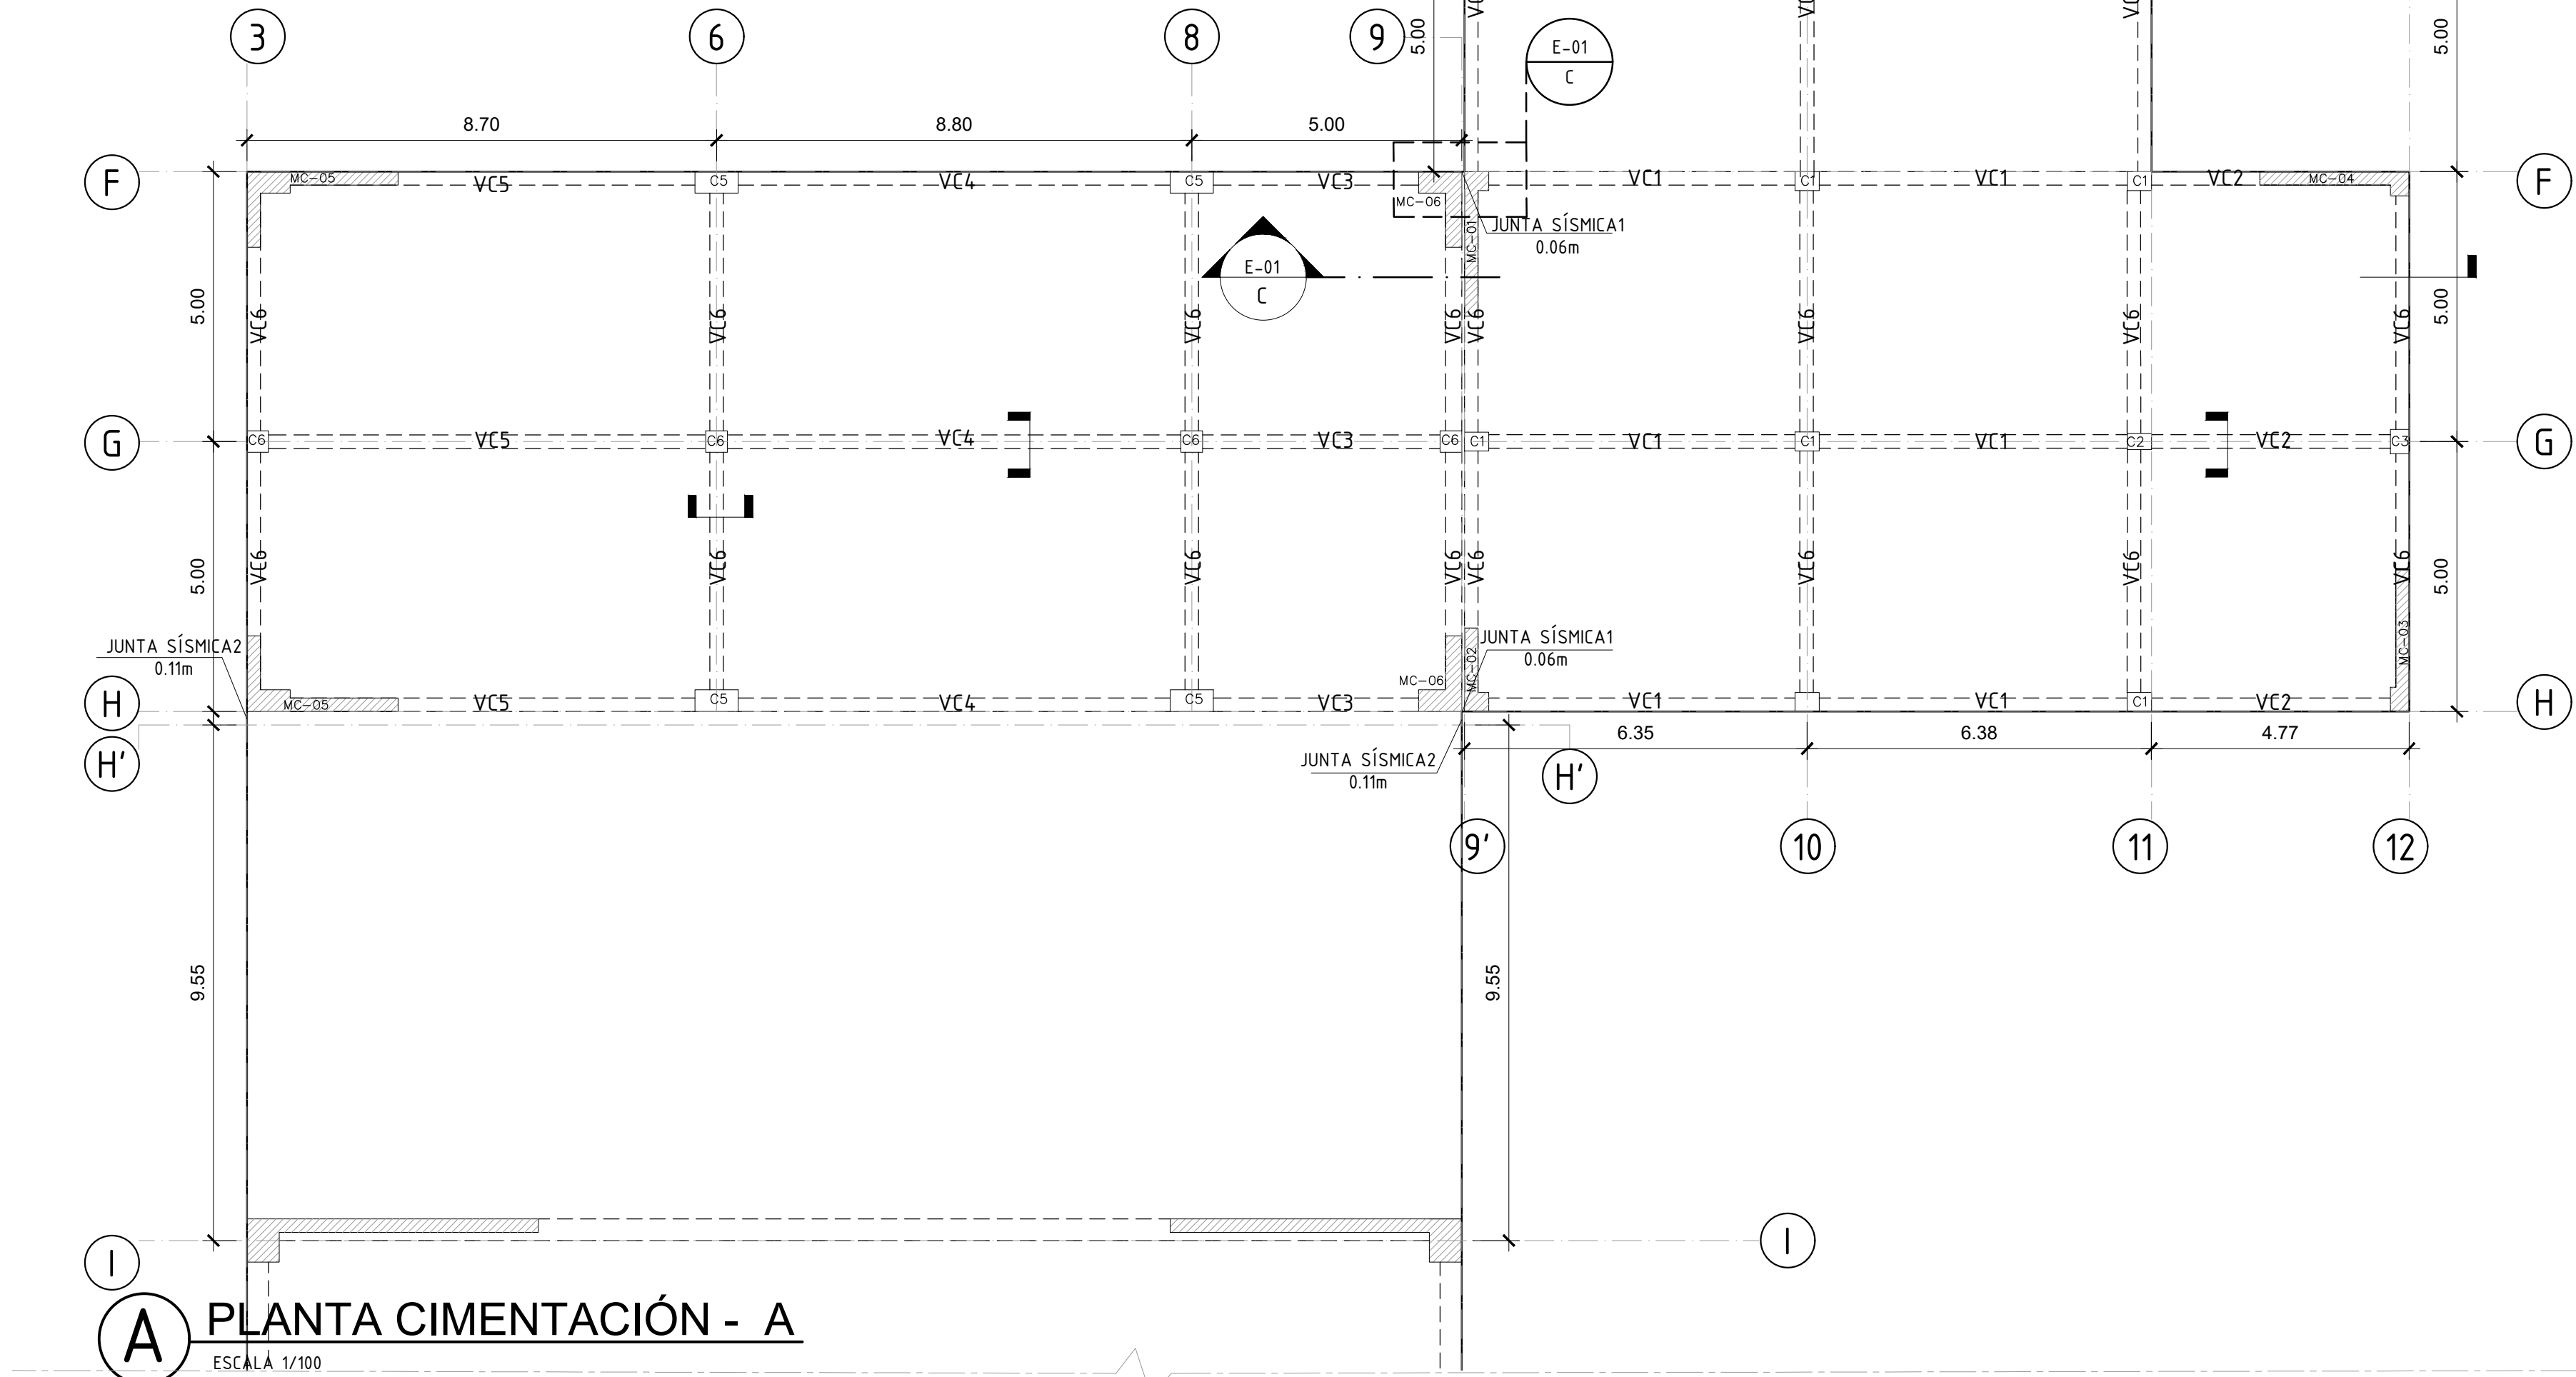 3
6
8
9
5.00
VC
VC
VC
5.00
E-01
C
8.70
8.80
5.00
F
MC-05
VC5
C5
VC4
C5
VC3
MC-06
VC1
C1
VC1
C1
VC2
MC-04
F
MC-01
JUNTA SÍSMICA1
0.06m
E-01
C
5.00
VC6
VC6
VC6
VC6
VC6
VC6
VC6
VC6
5.00
G
C6
VC5
C6
VC4
C6
VC3
C6
C1
VC1
C1
VC1
C2
VC2
C3
G
5.00
VC6
VC6
VC6
VC6
VC6
VC6
VC6
VC6
5.00
JUNTA SÍSMICA2
0.11m
JUNTA SÍSMICA1
0.06m
MC-02
MC-03
MC-06
H
MC-05
VC5
C5
VC4
C5
VC3
VC1
VC1
C1
VC2
H
H'
JUNTA SÍSMICA2
0.11m
H'
6.35
6.38
4.77
9'
10
11
12
9.55
9.55
I
I
A
PLANTA CIMENTACIÓN - A
ESCALA 1/100